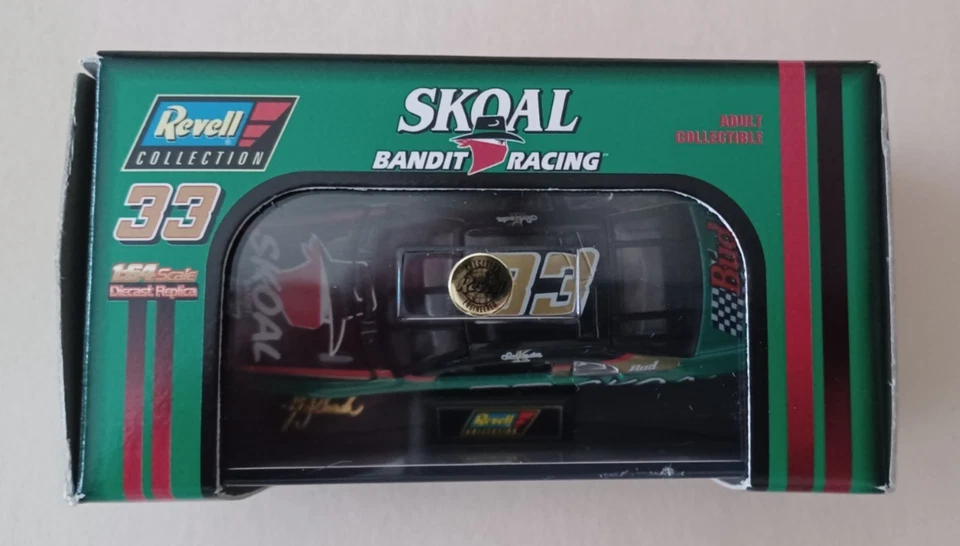 Revell
COLLECTION
SKOAL
BANDIT RACING
ADULT
COLLECTIBLE
33
1:64 Scale
Diecast Replica
SKOAL
33
Bud
Bud
Revell
COLLECTION